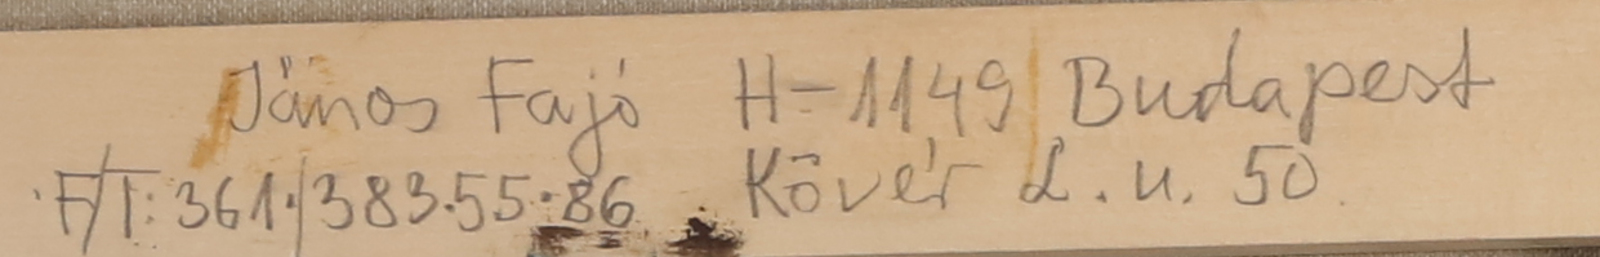 János Fajó H-1149 Budapest
F/T: 361./383.55.86 Kövér L. u. 50